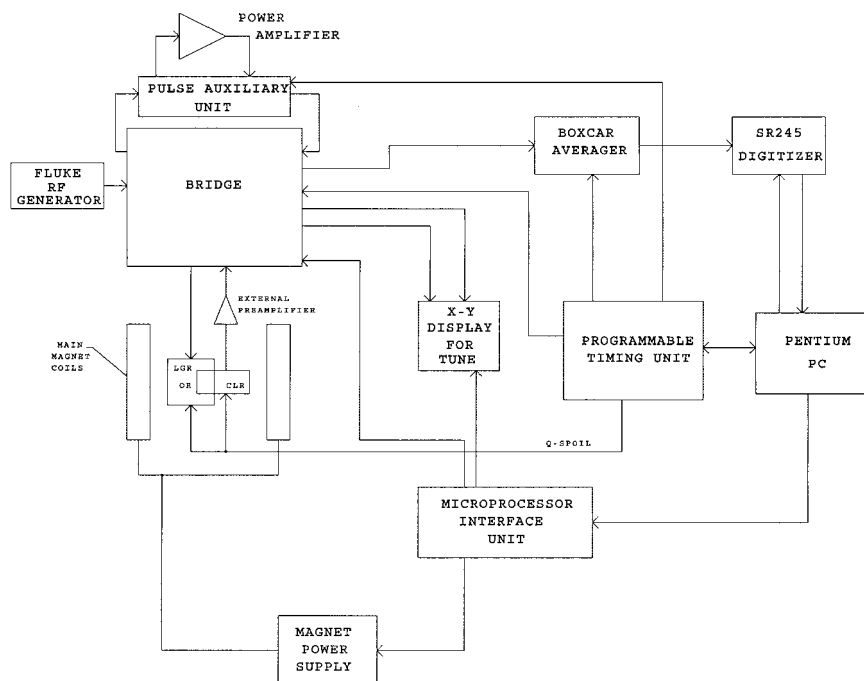 POWER
AMPLIFIER
PULSE AUXILIARY
UNIT
BOXCAR
AVERAGER
SR245
DIGITIZER
FLUKE
RF
GENERATOR
BRIDGE
EXTERNAL
PREAMPLIFIER
X-Y
DISPLAY
FOR
TUNE
PROGRAMMABLE
TIMING UNIT
PENTIUM
PC
MAIN
MAGNET
COILS
LGR
OR
CLR
Q-SPOIL
MICROPROCESSOR
INTERFACE
UNIT
MAGNET
POWER
SUPPLY